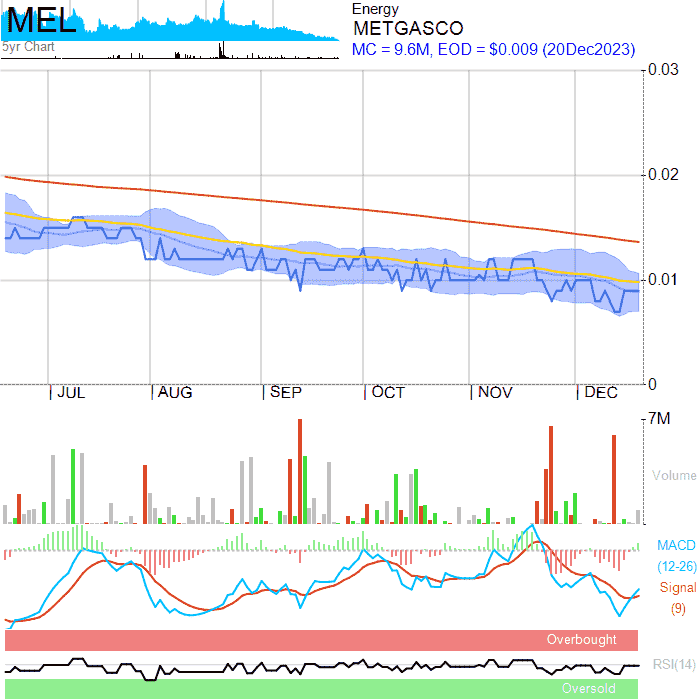 MEL
5yr Chart
Energy
METGASCO
MC = 9.6M, EOD = $0.009 (20Dec2023)
0.03
0.02
0.01
0
JUL AUG SEP OCT NOV DEC
7M
Volume
MACD
(12-26)
Signal
(9)
Overbought
RSI(14)
Oversold